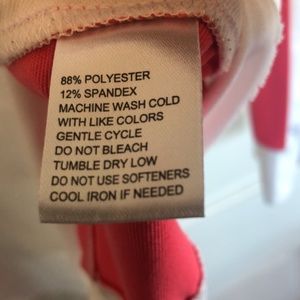 88% POLYESTER
12% SPANDEX
MACHINE WASH COLD
WITH LIKE COLORS
GENTLE CYCLE
DO NOT BLEACH
TUMBLE DRY LOW
DO NOT USE SOFTENERS
COOL IRON IF NEEDED